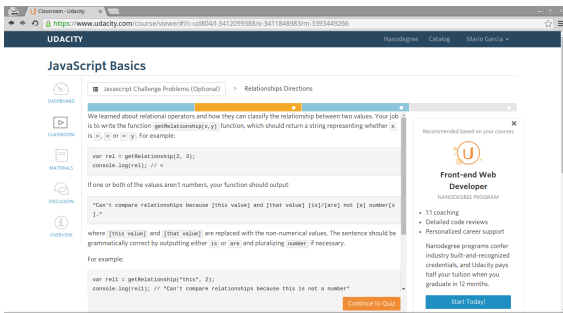 Classroom - Udacity
https://www.udacity.com/course/viewer#!/c-ud804/l-3412099388/e-3411848983/m-3393449266
UDACITY Nanodegree Catalog Mario Garcia
JavaScript Basics
Javascript Challenge Problems (Optional) > Relationships Directions
DASHBOARD
CLASSROOM
MATERIALS
DISCUSSION
OVERVIEW
We learned about relational operators and how they can classify the relationship between two values. Your job
is to write the function getRelationship(x,y) function, which should return a string representing whether x
is >, < or = y. For example:
var rel = getRelationship(2, 3);
console.log(rel); // <
If one or both of the values aren't numbers, your function should output:
"Can't compare relationships because [this value] and [that value] [is]/[are] not [a] number[s
]."
where [this value] and [that value] are replaced with the non-numerical values. The sentence should be
grammatically correct by outputting either is or are and pluralizing number if necessary.
For example:
var rel1 = getRelationship("this", 2);
console.log(rel1); // "Can't compare relationships because this is not a number"
Continue to Quiz
Recommended based on your courses
Front-end Web
Developer
NANODEGREE PROGRAM
1:1 coaching
Detailed code reviews
Personalized career support
Nanodegree programs confer
industry built-and-recognized
credentials, and Udacity pays
half your tuition when you
graduate in 12 months.
Start Today!